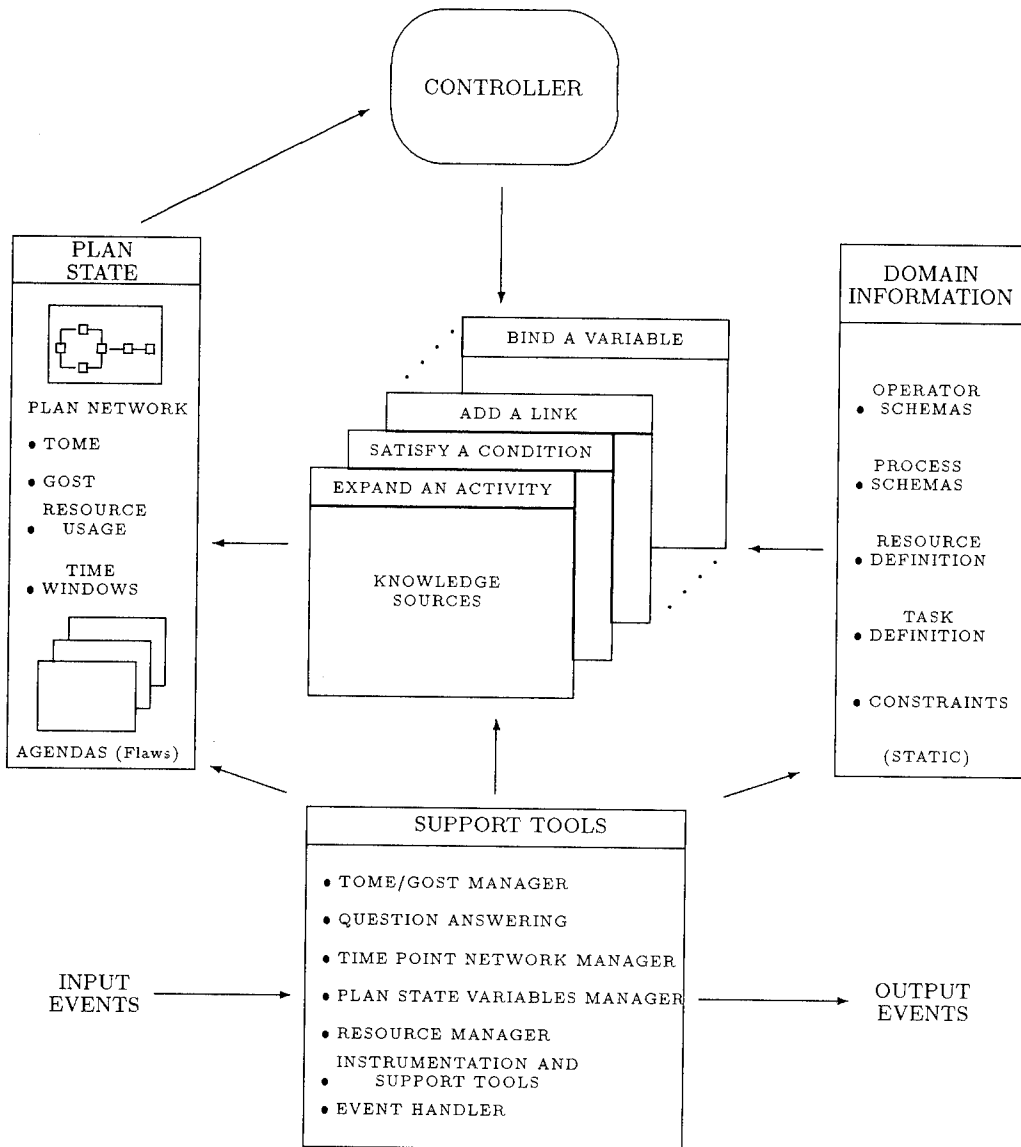 CONTROLLER
PLAN
STATE
PLAN NETWORK
• TOME
• GOST
RESOURCE
• USAGE
TIME
• WINDOWS
AGENDAS (Flaws)
BIND A VARIABLE
ADD A LINK
SATISFY A CONDITION
EXPAND AN ACTIVITY
KNOWLEDGE
SOURCES
DOMAIN
INFORMATION
OPERATOR
• SCHEMAS
PROCESS
• SCHEMAS
RESOURCE
• DEFINITION
TASK
• DEFINITION
• CONSTRAINTS
(STATIC)
SUPPORT TOOLS
• TOME/GOST MANAGER
• QUESTION ANSWERING
• TIME POINT NETWORK MANAGER
• PLAN STATE VARIABLES MANAGER
• RESOURCE MANAGER
INSTRUMENTATION AND
• SUPPORT TOOLS
• EVENT HANDLER
INPUT
EVENTS
OUTPUT
EVENTS